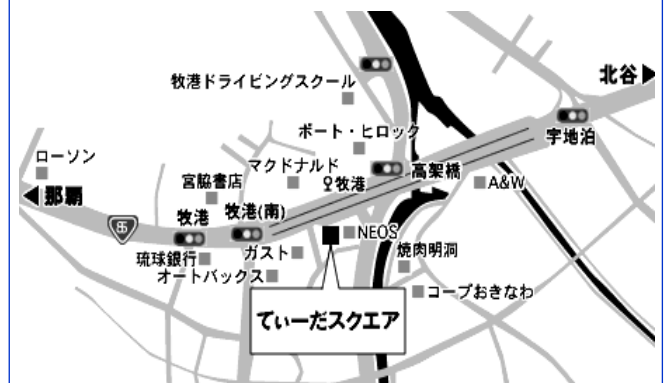 北谷▶
牧港ドライビングスクール
ポート・ヒロック
宇地泊
ローソン
マクドナルド
高架橋
宮脇書店
牧港
A&W
◀那覇
牧港
牧港(南)
58
NEOS
琉球銀行
ガスト
焼肉明洞
オートバックス
コープおきなわ
てぃーだスクエア